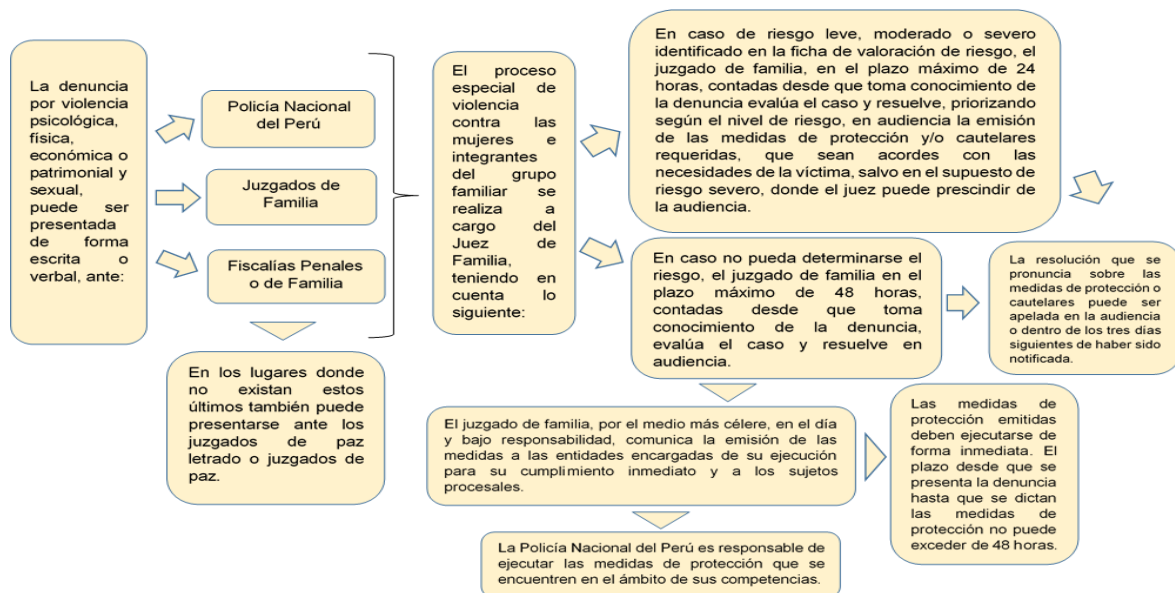 La denuncia
por violencia
psicológica,
física,
económica o
patrimonial y
sexual,
puede ser
presentada
de forma
escrita o
verbal, ante:
Policía Nacional
del Perú
Juzgados de
Familia
Fiscalías Penales
o de Familia
En los lugares donde
no existan estos
últimos también puede
presentarse ante los
juzgados de paz
letrado o juzgados de
paz.
El proceso
especial de
violencia
contra las
mujeres e
integrantes
del grupo
familiar se
realiza a
cargo del
Juez de
Familia,
teniendo en
cuenta lo
siguiente:
En caso de riesgo leve, moderado o severo
identificado en la ficha de valoración de riesgo, el
juzgado de familia, en el plazo máximo de 24
horas, contadas desde que toma conocimiento de
la denuncia evalúa el caso y resuelve, priorizando
según el nivel de riesgo, en audiencia la emisión
de las medidas de protección y/o cautelares
requeridas, que sean acordes con las
necesidades de la víctima, salvo en el supuesto de
riesgo severo, donde el juez puede prescindir de
la audiencia.
En caso no pueda determinarse el
riesgo, el juzgado de familia en el
plazo máximo de 48 horas,
contadas desde que toma
conocimiento de la denuncia,
evalúa el caso y resuelve en
audiencia.
La resolución que se
pronuncia sobre las
medidas de protección o
cautelares puede ser
apelada en la audiencia
o dentro de los tres días
siguientes de haber sido
notificada.
El juzgado de familia, por el medio más célere, en el día
y bajo responsabilidad, comunica la emisión de las
medidas a las entidades encargadas de su ejecución
para su cumplimiento inmediato y a los sujetos
procesales.
Las medidas de
protección emitidas
deben ejecutarse de
forma inmediata. El
plazo desde que se
presenta la denuncia
hasta que se dictan
las medidas de
protección no puede
exceder de 48 horas.
La Policía Nacional del Perú es responsable de
ejecutar las medidas de protección que se
encuentren en el ámbito de sus competencias.